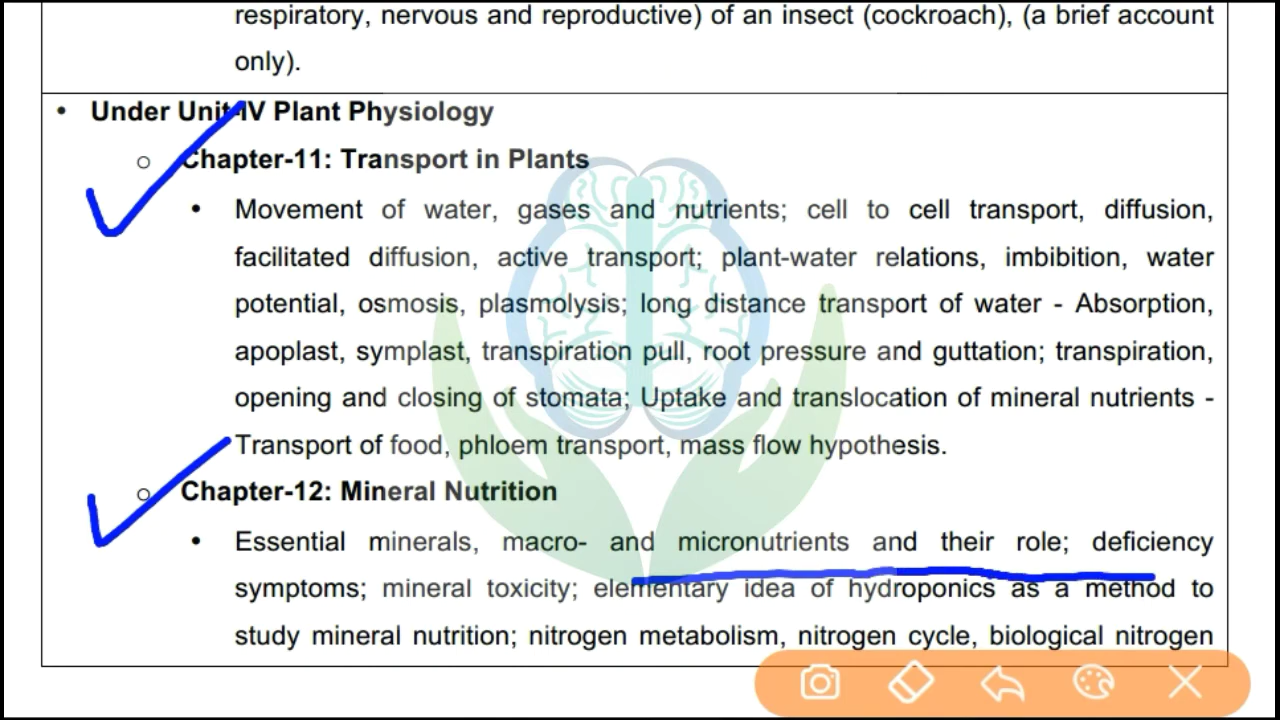 respiratory, nervous and reproductive) of an insect (cockroach), (a brief account
only).
• Under Unit-IV Plant Physiology
o Chapter-11: Transport in Plants
• Movement of water, gases and nutrients; cell to cell transport, diffusion,
facilitated diffusion, active transport; plant-water relations, imbibition, water
potential, osmosis, plasmolysis; long distance transport of water - Absorption,
apoplast, symplast, transpiration pull, root pressure and guttation; transpiration,
opening and closing of stomata; Uptake and translocation of mineral nutrients -
Transport of food, phloem transport, mass flow hypothesis.
o Chapter-12: Mineral Nutrition
• Essential minerals, macro- and micronutrients and their role; deficiency
symptoms; mineral toxicity; elementary idea of hydroponics as a method to
study mineral nutrition; nitrogen metabolism, nitrogen cycle, biological nitrogen